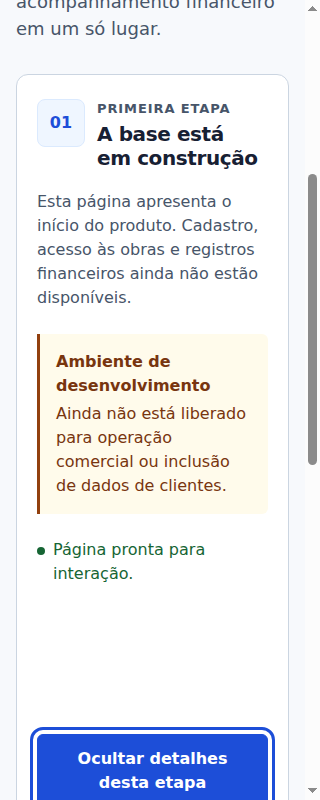 acompanhamento financeiro
em um só lugar.
01
PRIMEIRA ETAPA
A base está
em construção
Esta página apresenta o
início do produto. Cadastro,
acesso às obras e registros
financeiros ainda não estão
disponíveis.
Ambiente de
desenvolvimento
Ainda não está liberado
para operação
comercial ou inclusão
de dados de clientes.
Página pronta para
interação.
Ocultar detalhes
desta etapa